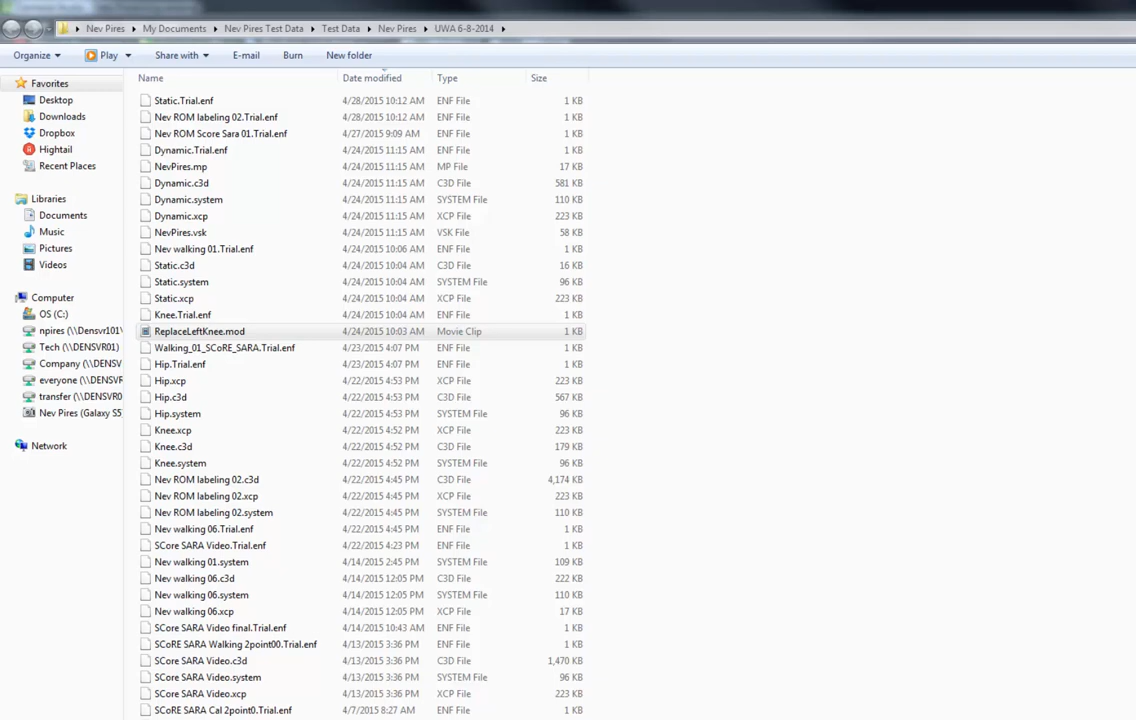 Nev Pires ▸ My Documents ▸ Nev Pires Test Data ▸ Test Data ▸ Nev Pires ▸ UWA 6-8-2014 ▸
Organize Play Share with E-mail Burn New folder
Name Date modified Type Size
Favorites
Desktop
Downloads
Dropbox
Hightail
Recent Places
Libraries
Documents
Music
Pictures
Videos
Computer
OS (C:)
npires (\\Densvr101\
Tech (\\DENSVR01)
Company (\\DENSV
everyone (\\DENSVR
transfer (\\DENSVR0
Nev Pires (Galaxy S5
Network
Static.Trial.enf 4/28/2015 10:12 AM ENF File 1 KB
Nev ROM labeling 02.Trial.enf 4/28/2015 10:12 AM ENF File 1 KB
Nev ROM Score Sara 01.Trial.enf 4/27/2015 9:09 AM ENF File 1 KB
Dynamic.Trial.enf 4/24/2015 11:15 AM ENF File 1 KB
NevPires.mp 4/24/2015 11:15 AM MP File 17 KB
Dynamic.c3d 4/24/2015 11:15 AM C3D File 581 KB
Dynamic.system 4/24/2015 11:15 AM SYSTEM File 110 KB
Dynamic.xcp 4/24/2015 11:15 AM XCP File 223 KB
NevPires.vsk 4/24/2015 11:15 AM VSK File 58 KB
Nev walking 01.Trial.enf 4/24/2015 10:06 AM ENF File 1 KB
Static.c3d 4/24/2015 10:04 AM C3D File 16 KB
Static.system 4/24/2015 10:04 AM SYSTEM File 96 KB
Static.xcp 4/24/2015 10:04 AM XCP File 223 KB
Knee.Trial.enf 4/24/2015 10:04 AM ENF File 1 KB
ReplaceLeftKnee.mod 4/24/2015 10:03 AM Movie Clip 1 KB
Walking_01_SCoRE_SARA.Trial.enf 4/23/2015 4:07 PM ENF File 1 KB
Hip.Trial.enf 4/23/2015 4:07 PM ENF File 1 KB
Hip.xcp 4/22/2015 4:53 PM XCP File 223 KB
Hip.c3d 4/22/2015 4:53 PM C3D File 567 KB
Hip.system 4/22/2015 4:53 PM SYSTEM File 96 KB
Knee.xcp 4/22/2015 4:52 PM XCP File 223 KB
Knee.c3d 4/22/2015 4:52 PM C3D File 179 KB
Knee.system 4/22/2015 4:52 PM SYSTEM File 96 KB
Nev ROM labeling 02.c3d 4/22/2015 4:45 PM C3D File 4,174 KB
Nev ROM labeling 02.xcp 4/22/2015 4:45 PM XCP File 223 KB
Nev ROM labeling 02.system 4/22/2015 4:45 PM SYSTEM File 110 KB
Nev walking 06.Trial.enf 4/22/2015 4:45 PM ENF File 1 KB
SCore SARA Video.Trial.enf 4/22/2015 4:23 PM ENF File 1 KB
Nev walking 01.system 4/14/2015 2:45 PM SYSTEM File 109 KB
Nev walking 06.c3d 4/14/2015 12:05 PM C3D File 222 KB
Nev walking 06.system 4/14/2015 12:05 PM SYSTEM File 110 KB
Nev walking 06.xcp 4/14/2015 12:05 PM XCP File 17 KB
SCore SARA Video final.Trial.enf 4/14/2015 10:43 AM ENF File 1 KB
SCoRE SARA Walking 2point00.Trial.enf 4/13/2015 3:36 PM ENF File 1 KB
SCore SARA Video.c3d 4/13/2015 3:36 PM C3D File 1,470 KB
SCore SARA Video.system 4/13/2015 3:36 PM SYSTEM File 96 KB
SCore SARA Video.xcp 4/13/2015 3:36 PM XCP File 223 KB
SCoRE SARA Cal 2point0.Trial.enf 4/7/2015 8:27 AM ENF File 1 KB